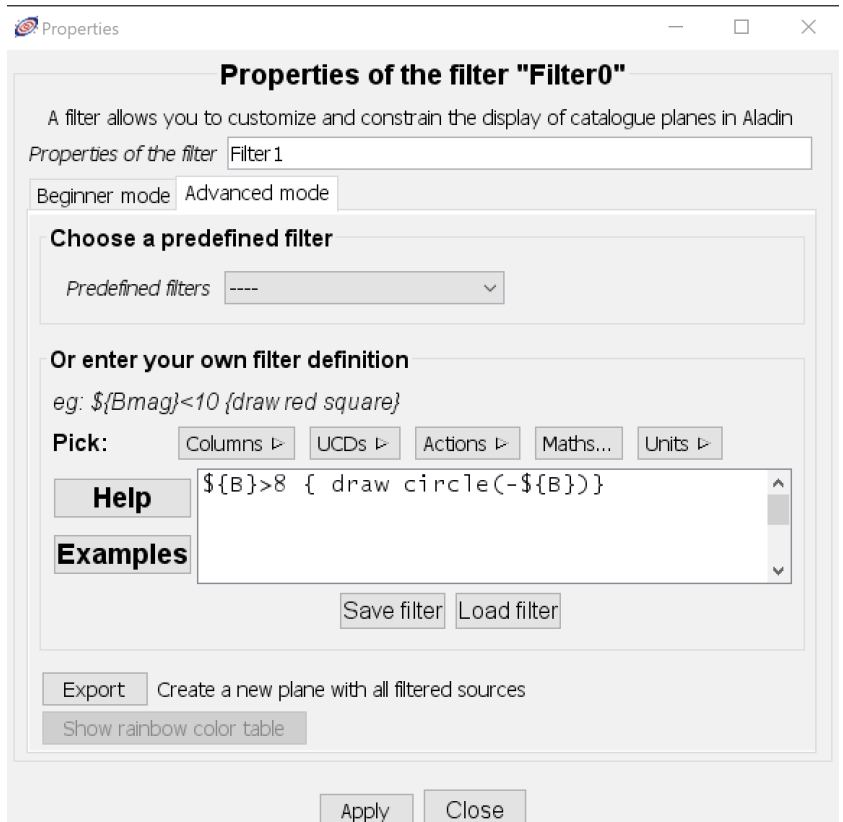 Properties
Properties of the filter "Filter0"
A filter allows you to customize and constrain the display of catalogue planes in Aladin
Properties of the filter Filter1
Beginner mode Advanced mode
Choose a predefined filter
Predefined filters ----
Or enter your own filter definition
eg: ${Bmag}<10 {draw red square}
Pick: Columns ▷ UCDs ▷ Actions ▷ Maths... Units ▷
Help
${B}>8 { draw circle(-${B})}
Examples
Save filter Load filter
Export Create a new plane with all filtered sources
Show rainbow color table
Apply Close